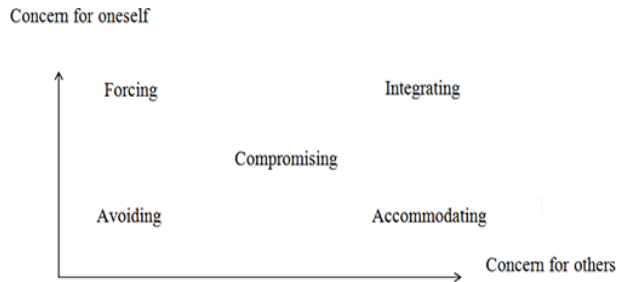 Concern for oneself
Forcing Integrating
Compromising
Avoiding Accommodating
Concern for others